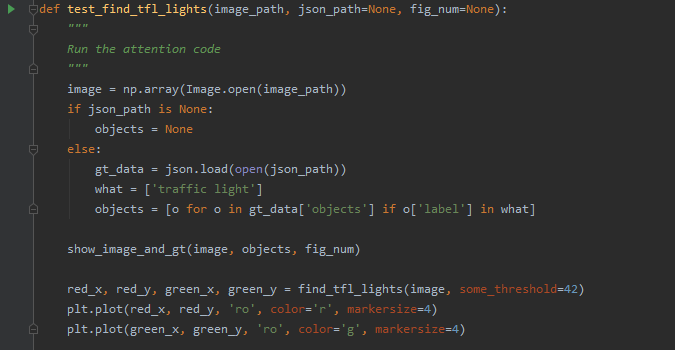 def test_find_tfl_lights(image_path, json_path=None, fig_num=None):
    """
    Run the attention code
    """
    image = np.array(Image.open(image_path))
    if json_path is None:
        objects = None
    else:
        gt_data = json.load(open(json_path))
        what = ['traffic light']
        objects = [o for o in gt_data['objects'] if o['label'] in what]

    show_image_and_gt(image, objects, fig_num)

    red_x, red_y, green_x, green_y = find_tfl_lights(image, some_threshold=42)
    plt.plot(red_x, red_y, 'ro', color='r', markersize=4)
    plt.plot(green_x, green_y, 'ro', color='g', markersize=4)